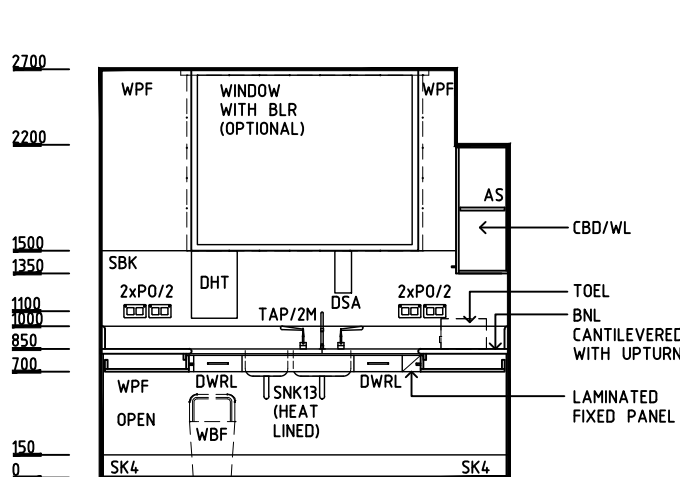 2700
WPF
WINDOW
WITH BLR
(OPTIONAL)
WPF
2200
AS
CBD/WL
1500
SBK
1350
DHT
2xPO/2
DSA
2xPO/2
TOEL
1100
TAP/2M
BNL
CANTILEVERED
WITH UPTURN
1000
850
700
WPF
DWRL
SNK13
(HEAT
LINED)
DWRL
LAMINATED
FIXED PANEL
OPEN
WBF
150
SK4
SK4
0